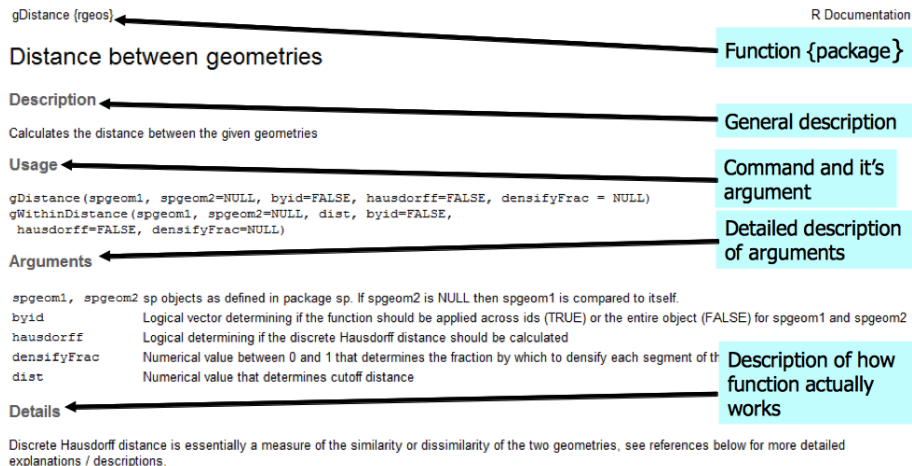 gDistance {rgeos}
R Documentation
Function {package}
Distance between geometries
Description
General description
Calculates the distance between the given geometries
Usage
Command and it's
argument
gDistance(spgeom1, spgeom2=NULL, byid=FALSE, hausdorff=FALSE, densifyFrac = NULL)
gWithinDistance(spgeom1, spgeom2=NULL, dist, byid=FALSE,
hausdorff=FALSE, densifyFrac=NULL)
Detailed description
of arguments
Arguments
spgeom1, spgeom2 sp objects as defined in package sp. If spgeom2 is NULL then spgeom1 is compared to itself.
byid Logical vector determining if the function should be applied across ids (TRUE) or the entire object (FALSE) for spgeom1 and spgeom2
hausdorff Logical determining if the discrete Hausdorff distance should be calculated
densifyFrac Numerical value between 0 and 1 that determines the fraction by which to densify each segment of
dist Numerical value that determines cutoff distance
Description of how
function actually
works
Details
Discrete Hausdorff distance is essentially a measure of the similarity or dissimilarity of the two geometries, see references below for more detailed
explanations / descriptions.